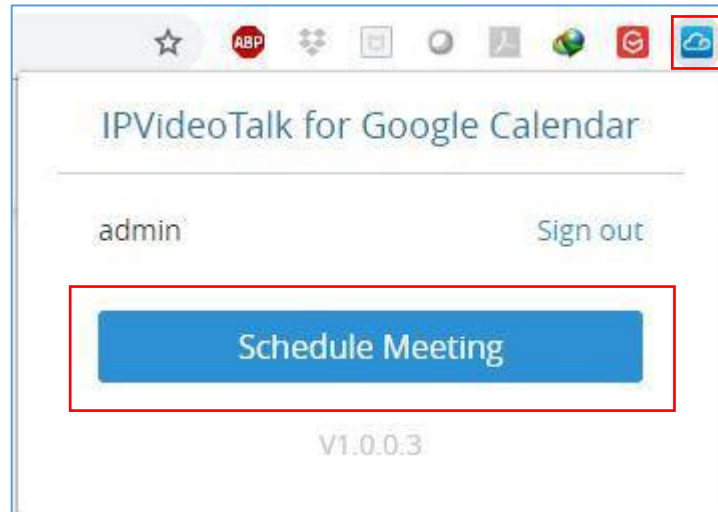 ABP
IPVideoTalk for Google Calendar
admin
Sign out
Schedule Meeting
V1.0.0.3